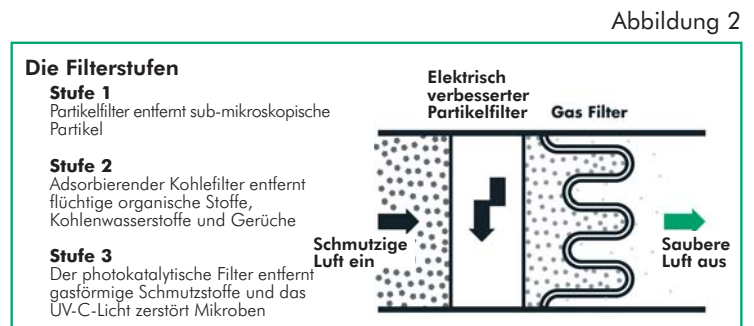 Abbildung 2
Die Filterstufen
Stufe 1
Partikelfilter entfernt sub-mikroskopische
Partikel
Stufe 2
Adsorbierender Kohlefilter entfernt
flüchtige organische Stoffe,
Kohlenwasserstoffe und Gerüche
Stufe 3
Der photokatalytische Filter entfernt
gasförmige Schmutzstoffe und das
UV-C-Licht zerstört Mikroben
Elektrisch
verbesserter
Partikelfilter
Gas Filter
Schmutzige
Luft ein
Saubere
Luft aus